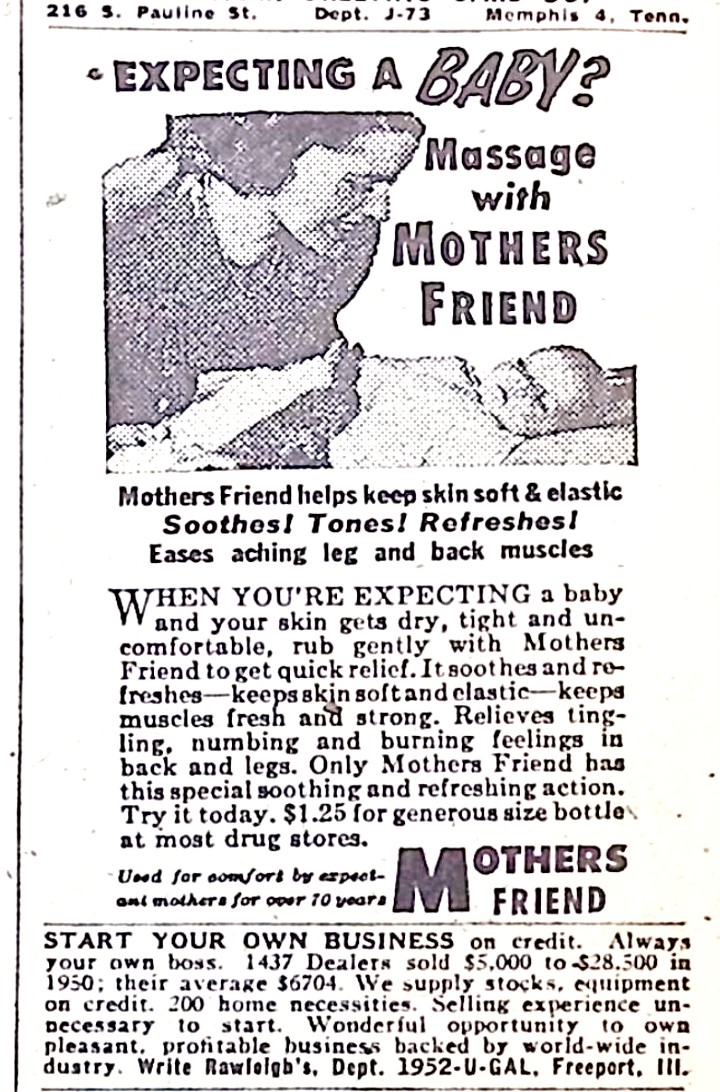 216 S. Pauline St. Dept. J-73 Memphis 4, Tenn.
EXPECTING A BABY?
Massage
with
MOTHERS
FRIEND
Mothers Friend helps keep skin soft & elastic
Soothes! Tones! Refreshes!
Eases aching leg and back muscles
WHEN YOU'RE EXPECTING a baby
and your skin gets dry, tight and un-
comfortable, rub gently with Mothers
Friend to get quick relief. It soothes and re-
freshes—keeps skin soft and elastic—keeps
muscles fresh and strong. Relieves ting-
ling, numbing and burning feelings in
back and legs. Only Mothers Friend has
this special soothing and refreshing action.
Try it today. $1.25 for generous size bottle
at most drug stores.
Used for comfort by expect-
ant mothers for over 70 years
MOTHERS
FRIEND
START YOUR OWN BUSINESS on credit. Always
your own boss. 1437 Dealers sold $5,000 to $28,500 in
1950; their average $6704. We supply stocks, equipment
on credit. 200 home necessities. Selling experience un-
necessary to start. Wonderful opportunity to own
pleasant, profitable business backed by world-wide in-
dustry. Write Rawleigh's, Dept. 1952-U-GAL, Freeport, Ill.